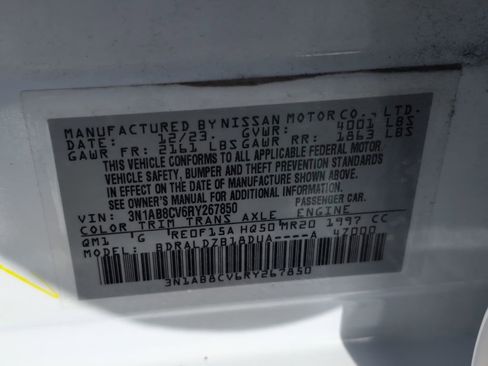 MANUFACTURED BY NISSAN MOTOR CO., LTD.
DATE: 12/23. GVWR: 4001 LBS
GAWR FR: 2161 LBS GAWR RR: 1863 LBS
THIS VEHICLE CONFORMS TO ALL APPLICABLE FEDERAL MOTOR
VEHICLE SAFETY, BUMPER AND THEFT PREVENTION STANDARDS
IN EFFECT ON THE DATE OF MANUFACTURE SHOWN ABOVE.
SEE OWNER'S MANUAL FOR FURTHER INFORMATION.
VIN: 3N1AB8CV6RY267850 PASSENGER CAR.
COLOR TRIM TRANS AXLE ENGINE
QM1 'G 'RE0F15A HQ50 MR20 1997 CC
MODEL: BDRALDZB18DUA----A 47000
3N1AB8CV6RY267850